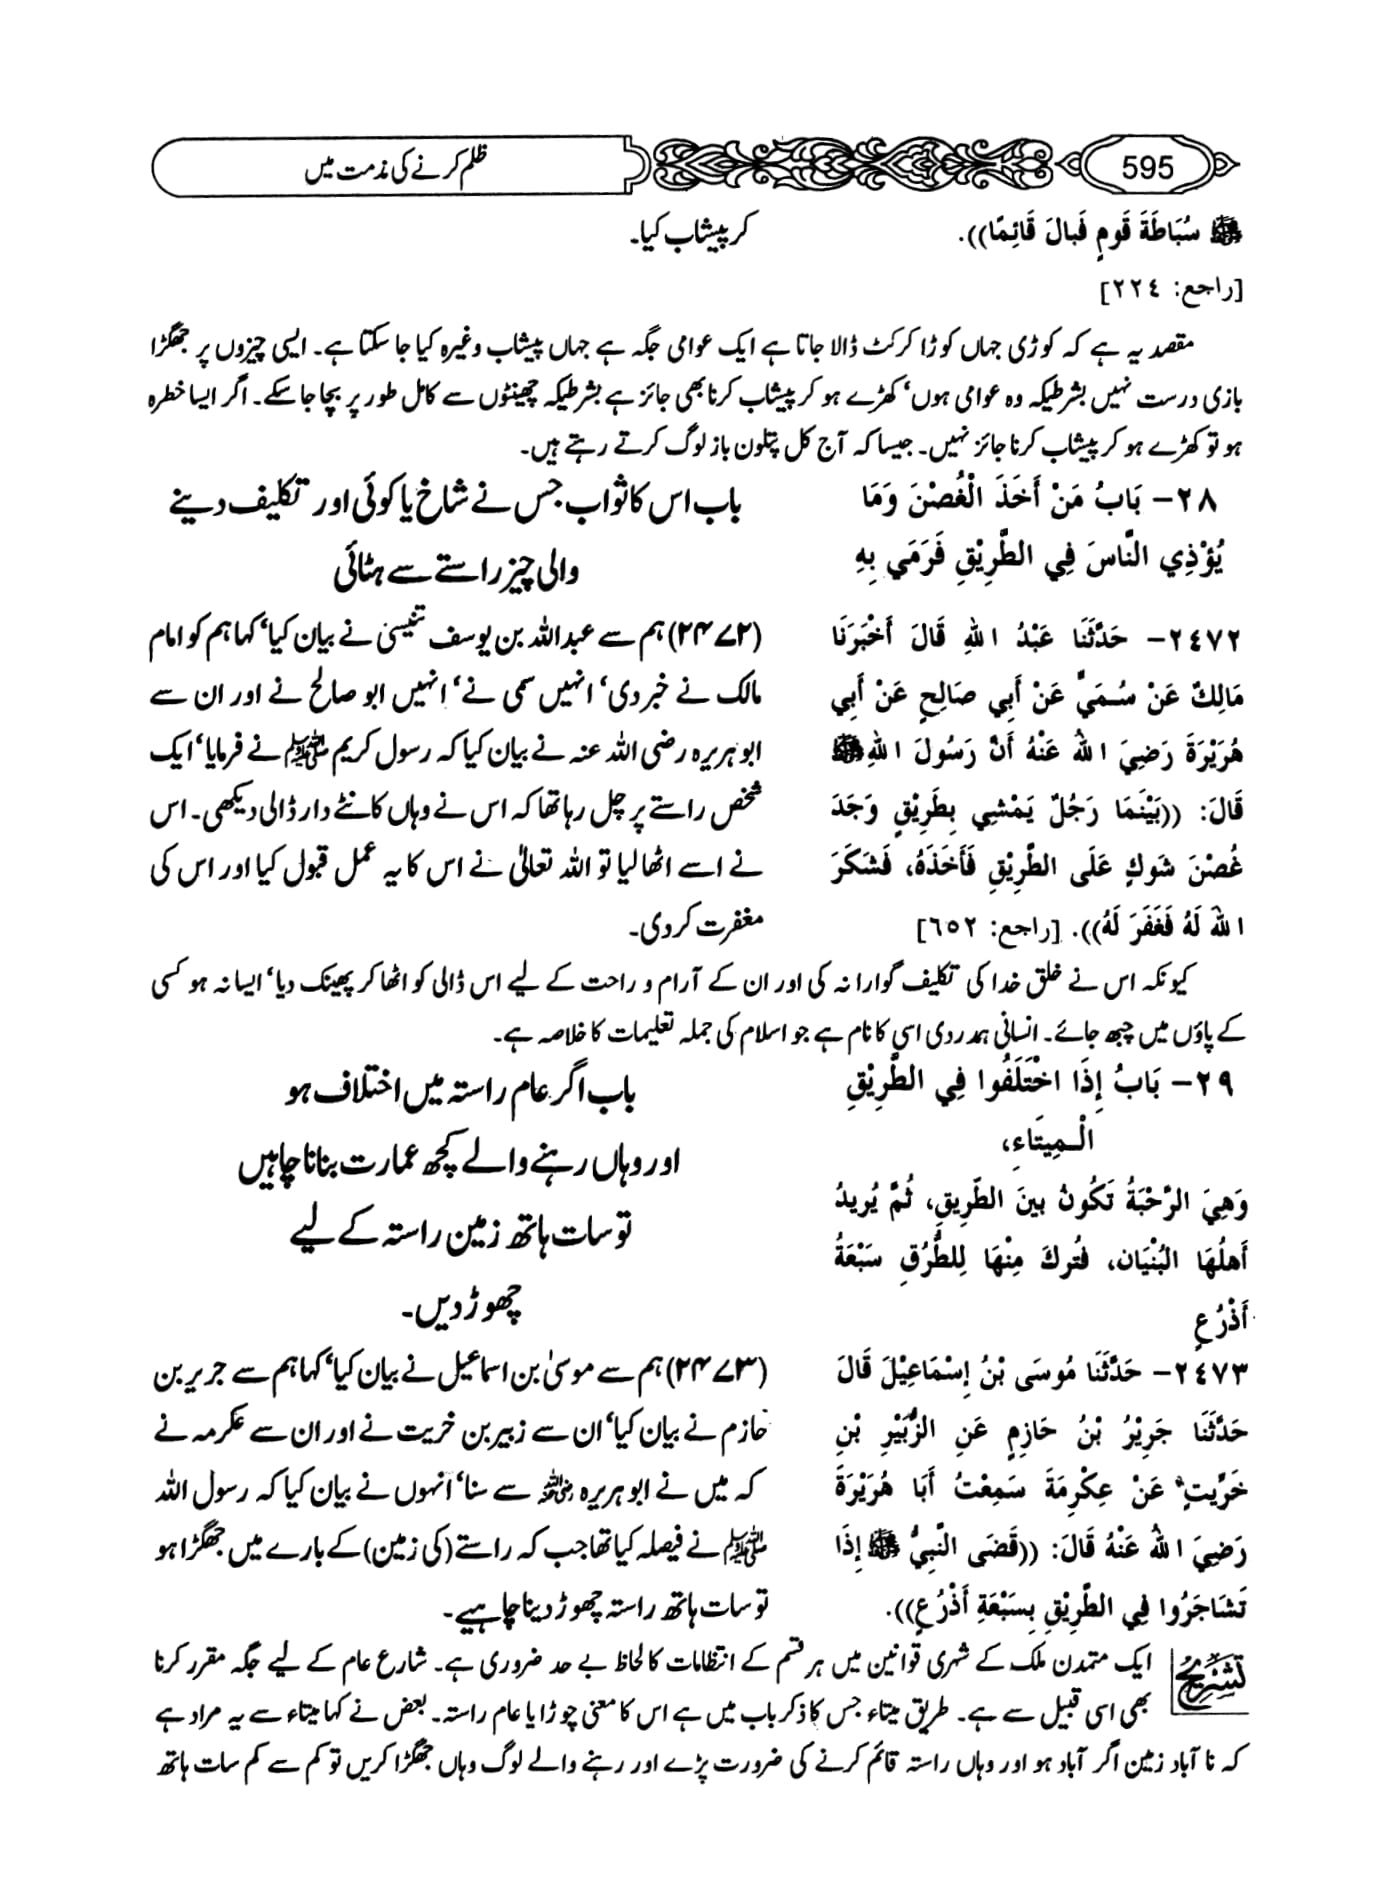 595
ظلم کرنے کی مذمت میں
ﷺ سُبَاطَةَ قَومٍ فَبالَ قَائِمًا)).
[راجع: ٢٢٤]
کر پیشاب کیا۔
مقصد یہ ہے کہ کوڑی جہاں کوڑا کرکٹ ڈالا جاتا ہے ایک عوامی جگہ ہے جہاں پیشاب وغیرہ کیا جا سکتا ہے۔ ایسی چیزوں پر جھگڑا
بازی درست نہیں بشرطیکہ وہ عوامی ہوں‘ کھڑے ہو کر پیشاب کرنا بھی جائز ہے بشرطیکہ چھینٹوں سے کامل طور پر بچا جا سکے۔ اگر ایسا خطرہ
ہو تو کھڑے ہو کر پیشاب کرنا جائز نہیں۔ جیسا کہ آج کل پتلون باز لوگ کرتے رہتے ہیں۔
٢٨- بَابُ مَنْ أَخَذَ الْغُصْنَ وَمَا
يُؤْذِي النَّاسَ فِي الطَّرِيْقِ فَرَمَي بِهِ
باب اس کا ثواب جس نے شاخ یا کوئی اور تکلیف دینے
والی چیز راستے سے ہٹائی
٢٤٧٢- حَدَّثَنَا عَبْدُ اللهِ قَالَ أَخْبَرَنَا
مَالِكٌ عَنْ سُمَيٍّ عَنْ أَبِي صَالِحٍ عَنْ أَبِي
هُرَيْرَةَ رَضِيَ اللهُ عَنْهُ أَنَّ رَسُولَ اللهِ ﷺ
قَالَ: ((بَيْنَمَا رَجُلٌ يَمْشِي بِطَرِيْقٍ وَجَدَ
غُصْنَ شَوكٍ عَلَى الطَّرِيْقِ فَأَخَذَهُ، فَشَكَرَ
اللهُ لَهُ فَغَفَرَ لَهُ)). [راجع: ٦٥٢]
(۲۴۷۲) ہم سے عبداللہ بن یوسف تنیسی نے بیان کیا‘ کہا ہم کو امام
مالک نے خبر دی‘ انہیں سمی نے‘ انہیں ابو صالح نے اور ان سے
ابو ہریرہ رضی اللہ عنہ نے بیان کیا کہ رسول کریم ﷺ نے فرمایا‘ ایک
شخص راستے پر چل رہا تھا کہ اس نے وہاں کانٹے دار ڈالی دیکھی۔ اس
نے اسے اٹھا لیا تو اللہ تعالیٰ نے اس کا یہ عمل قبول کیا اور اس کی
مغفرت کر دی۔
کیونکہ اس نے خلق خدا کی تکلیف گوارا نہ کی اور ان کے آرام و راحت کے لیے اس ڈالی کو اٹھا کر پھینک دیا‘ ایسا نہ ہو کسی
کے پاؤں میں چبھ جائے۔ انسانی ہمدردی اسی کا نام ہے جو اسلام کی جملہ تعلیمات کا خلاصہ ہے۔
٢٩- بَابُ إِذَا اخْتَلَفُوا فِي الطَّرِيْقِ
الْمِيتَاءِ،
وَهِيَ الرَّحْبَةُ تَكُونُ بينَ الطَّرِيقِ، ثُمَّ يُرِيدُ
أَهلُهَا البُنْيَان، فَتُرِكَ مِنْهَا لِلطُّرُقِ سَبْعَةُ
أَذْرُعٍ
باب اگر عام راستہ میں اختلاف ہو
اور وہاں رہنے والے کچھ عمارت بنانا چاہیں
تو سات ہاتھ زمین راستہ کے لیے
چھوڑ دیں۔
٢٤٧٣- حَدَّثَنَا مُوسَى بْنُ إِسْمَاعِيْلَ قَالَ
حَدَّثَنَا جَرِيْرُ بْنُ حَازِمٍ عَنِ الزُّبَيْرِ بْنِ
خَرِّيتٍ عَنْ عِكْرِمَةَ سَمِعْتُ أَبَا هُرَيْرَةَ
رَضِيَ اللهُ عَنْهُ قَالَ: ((قَضَى النَّبِيُّ ﷺ إِذَا
تَشَاجَرُوا فِي الطَّرِيْقِ بِسَبْعَةِ أَذْرُعٍ)).
(۲۴۷۳) ہم سے موسیٰ بن اسماعیل نے بیان کیا‘ کہا ہم سے جریر بن
حازم نے بیان کیا‘ ان سے زبیر بن خریت نے اور ان سے عکرمہ نے
کہ میں نے ابو ہریرہ رضی اللہ عنہ سے سنا‘ انہوں نے بیان کیا کہ رسول اللہ
ﷺ نے فیصلہ کیا تھا جب کہ راستے (کی زمین) کے بارے میں جھگڑا ہو
تو سات ہاتھ راستہ چھوڑ دینا چاہیے۔
تشریح
ایک متمدن ملک کے شہری قوانین میں ہر قسم کے انتظامات کا لحاظ بے حد ضروری ہے۔ شارع عام کے لیے جگہ مقرر کرنا
بھی اسی قبیل سے ہے۔ طریق میتاء جس کا ذکر باب میں ہے اس کا معنی چوڑا یا عام راستہ۔ بعض نے کہا میتاء سے یہ مراد ہے
کہ نا آباد زمین اگر آباد ہو اور وہاں راستہ قائم کرنے کی ضرورت پڑے اور رہنے والے لوگ وہاں جھگڑا کریں تو کم سے کم سات ہاتھ